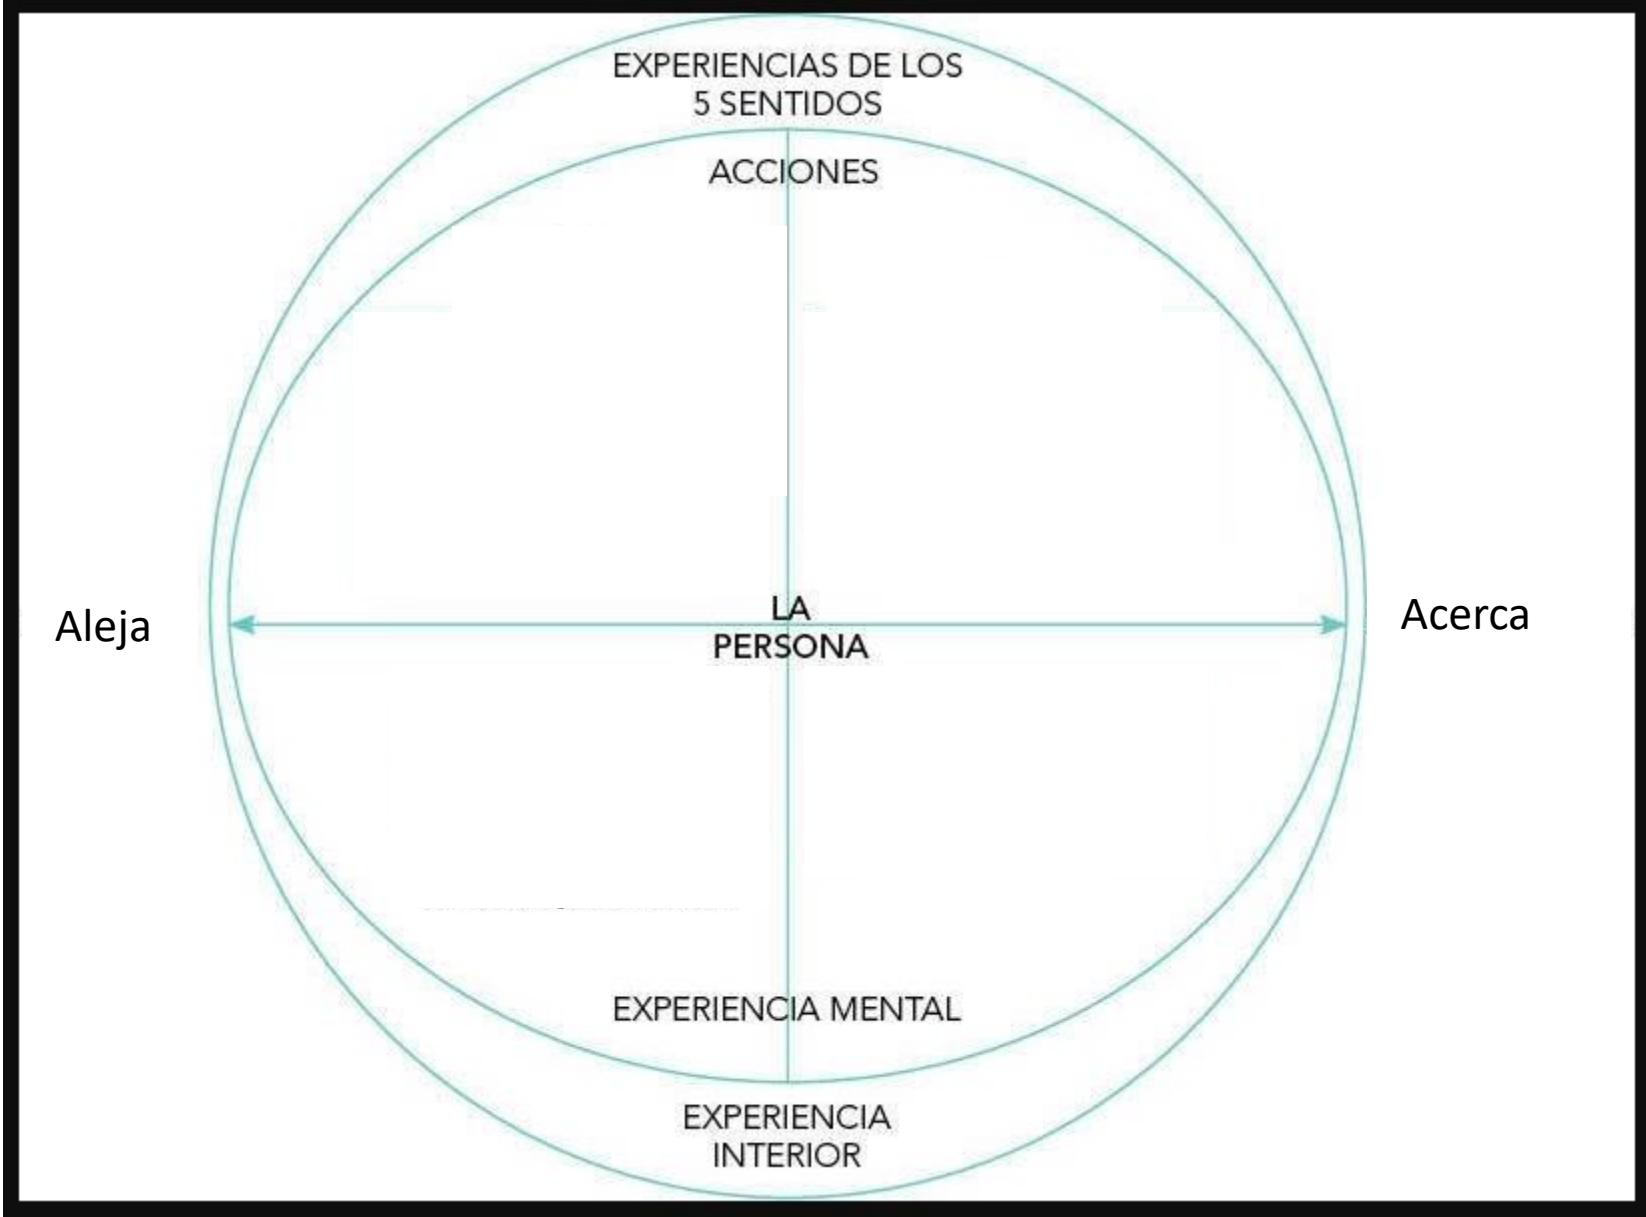 EXPERIENCIAS DE LOS
5 SENTIDOS
ACCIONES
Aleja
LA
PERSONA
Acerca
EXPERIENCIA MENTAL
EXPERIENCIA
INTERIOR